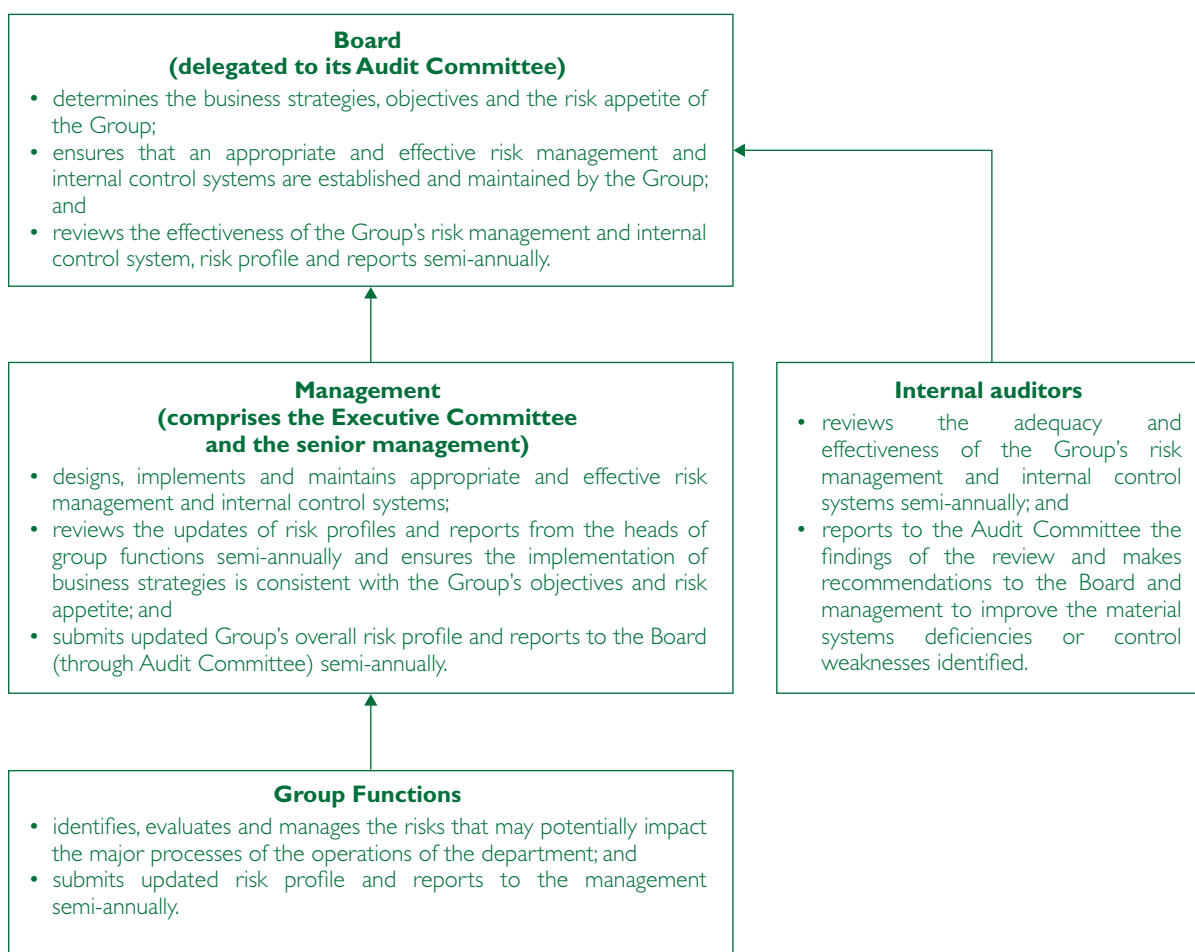 Board
(delegated to its Audit Committee)
• determines the business strategies, objectives and the risk appetite of
the Group;
• ensures that an appropriate and effective risk management and
internal control systems are established and maintained by the Group;
and
• reviews the effectiveness of the Group's risk management and internal
control system, risk profile and reports semi-annually.
Management
(comprises the Executive Committee
and the senior management)
• designs, implements and maintains appropriate and effective risk
management and internal control systems;
• reviews the updates of risk profiles and reports from the heads of
group functions semi-annually and ensures the implementation of
business strategies is consistent with the Group's objectives and risk
appetite; and
• submits updated Group's overall risk profile and reports to the Board
(through Audit Committee) semi-annually.
Internal auditors
• reviews the adequacy and
effectiveness of the Group's risk
management and internal control
systems semi-annually; and
• reports to the Audit Committee the
findings of the review and makes
recommendations to the Board and
management to improve the material
systems deficiencies or control
weaknesses identified.
Group Functions
• identifies, evaluates and manages the risks that may potentially impact
the major processes of the operations of the department; and
• submits updated risk profile and reports to the management
semi-annually.